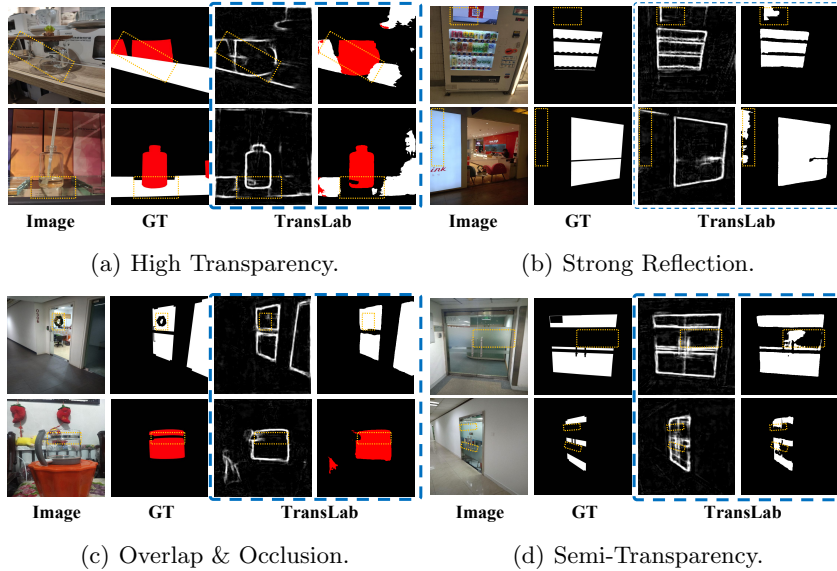 Image GT TransLab
(a) High Transparency.
Image GT TransLab
(b) Strong Reflection.
Image GT TransLab
(c) Overlap & Occlusion.
Image GT TransLab
(d) Semi-Transparency.